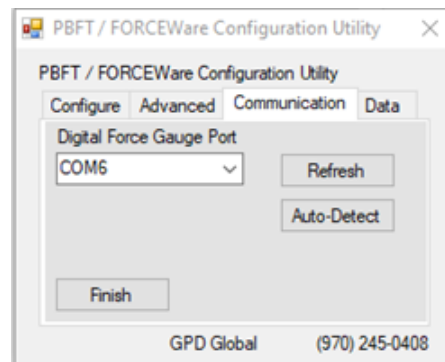 PBFT / FORCEWare Configuration Utility
PBFT / FORCEWare Configuration Utility
Configure Advanced Communication Data
Digital Force Gauge Port
COM6 Refresh
Auto-Detect
Finish
GPD Global (970) 245-0408